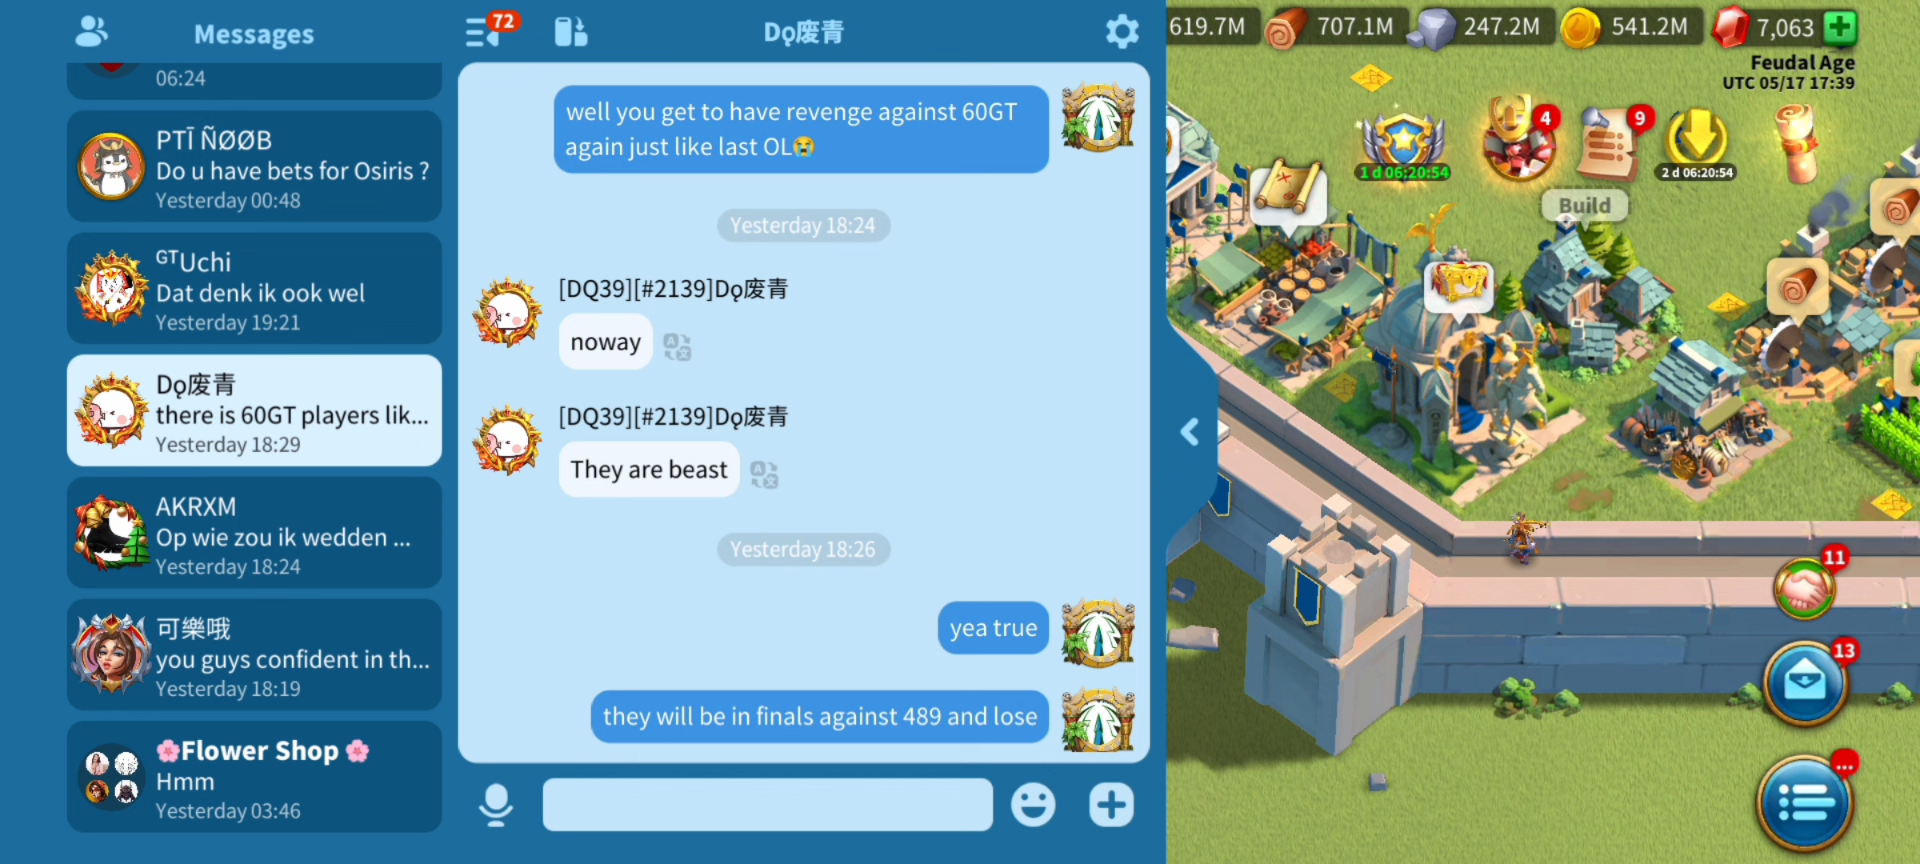 Messages
06:24
PTĪ ÑØØB
Do u have bets for Osiris ?
Yesterday 00:48
ᴳᵀUchi
Dat denk ik ook wel
Yesterday 19:21
Dọ废青
there is 60GT players lik...
Yesterday 18:29
AKRXM
Op wie zou ik wedden ...
Yesterday 18:24
可樂哦
you guys confident in th...
Yesterday 18:19
🌸Flower Shop 🌸
Hmm
Yesterday 03:46
72
Dọ废青
well you get to have revenge against 60GT
again just like last OL😭
Yesterday 18:24
[DQ39][#2139]Dọ废青
noway
[DQ39][#2139]Dọ废青
They are beast
Yesterday 18:26
yea true
they will be in finals against 489 and lose
619.7M
707.1M
247.2M
541.2M
7,063
Feudal Age
UTC 05/17 17:39
4
9
1 d 06:20:54
2 d 06:20:54
Build
11
13
...